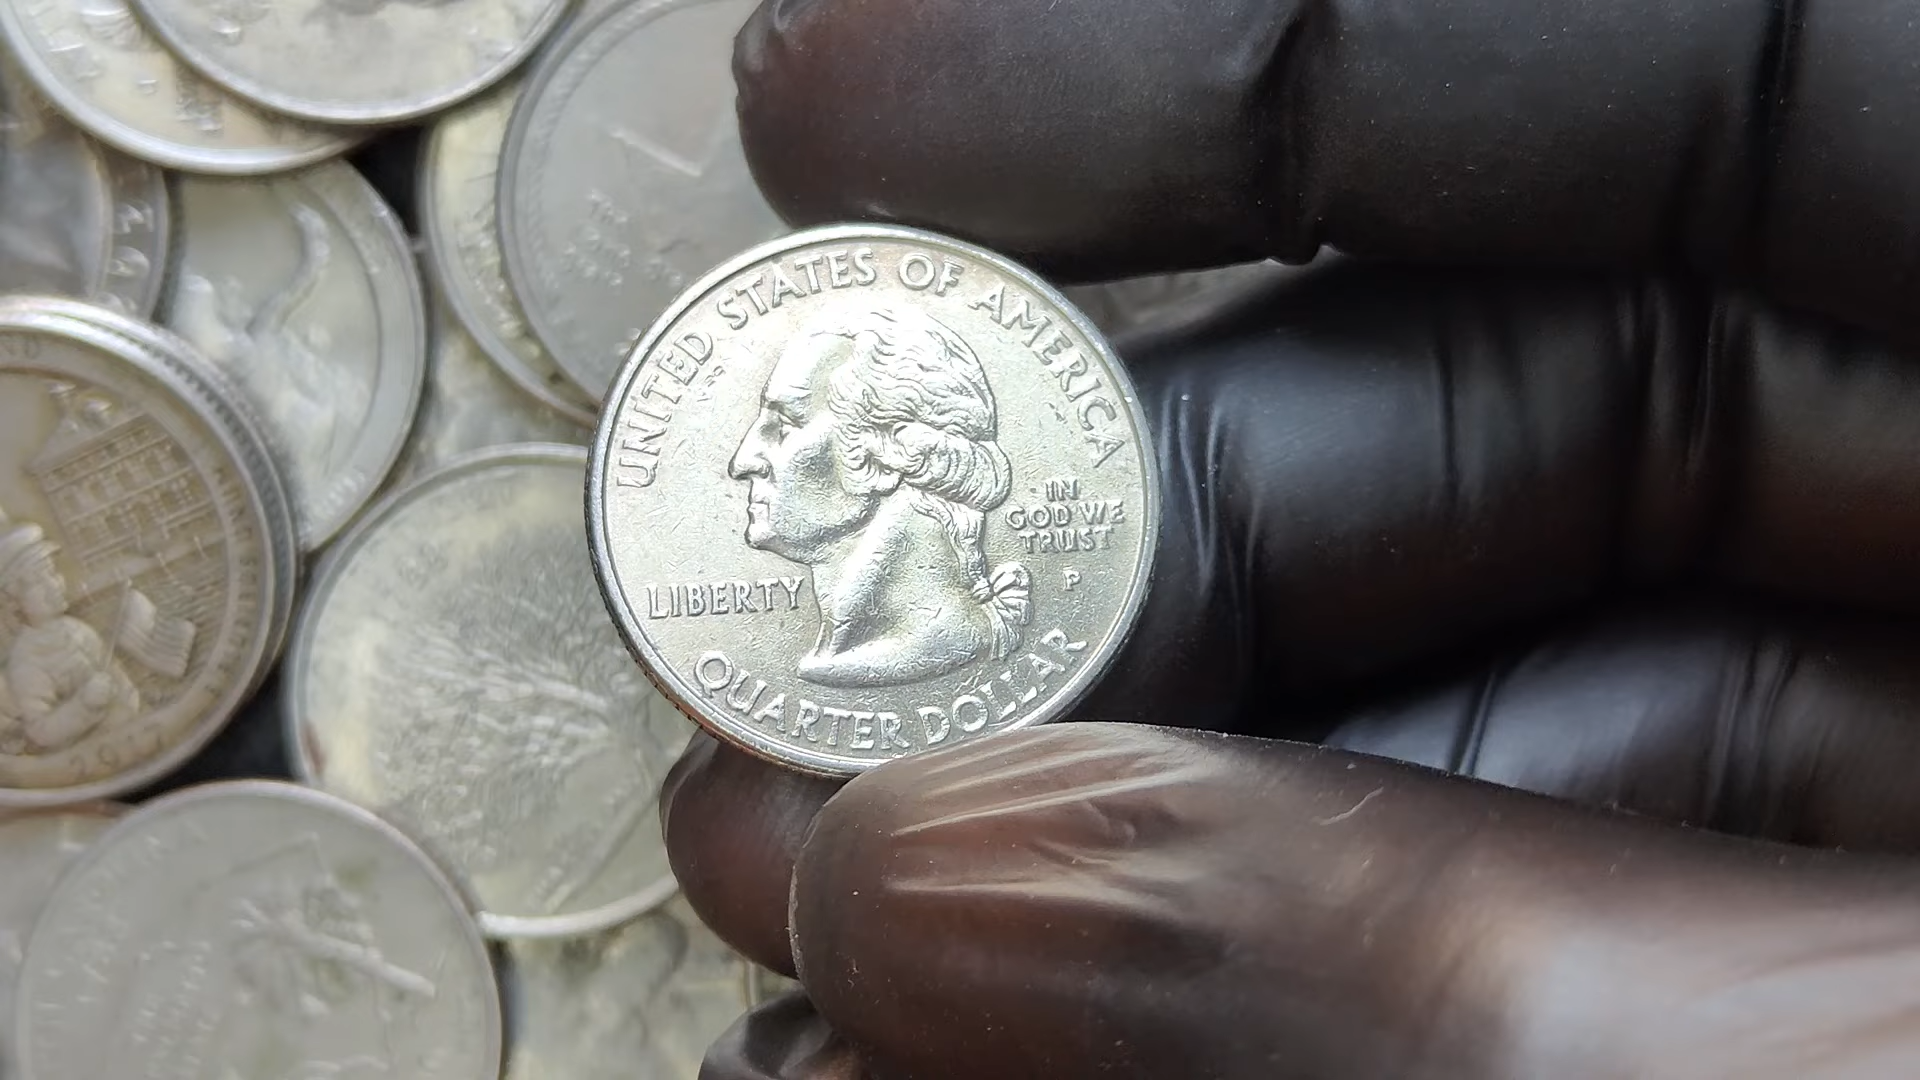 UNITED STATES OF AMERICA
IN
GOD WE
TRUST
LIBERTY
P
QUARTER DOLLAR